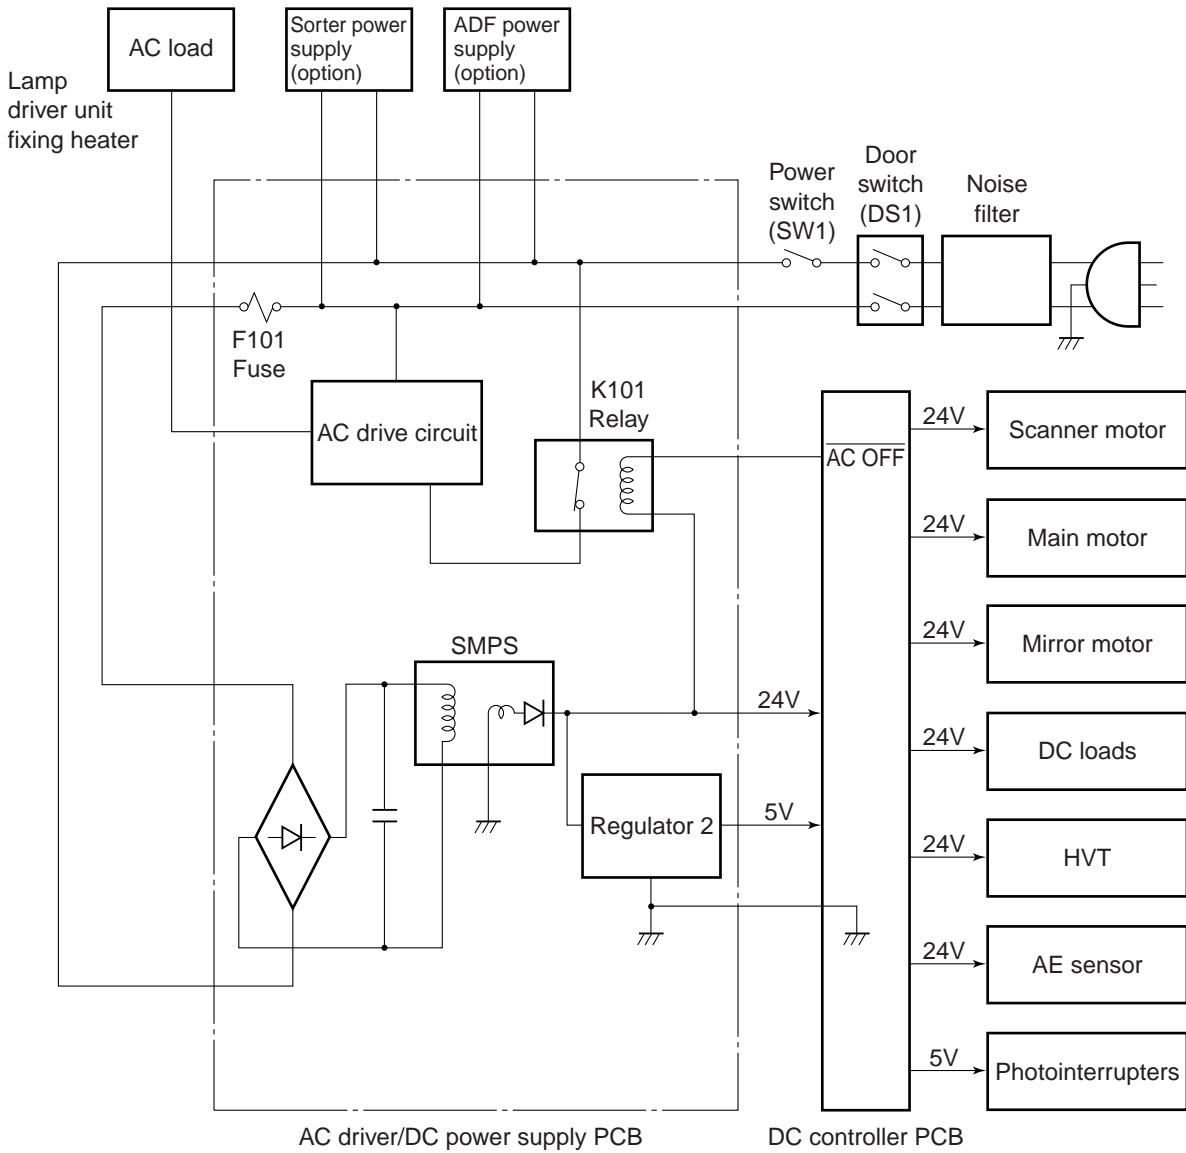 AC load
Sorter power
supply
(option)
ADF power
supply
(option)
Lamp
driver unit
fixing heater
Power
switch
(SW1)
Door
switch
(DS1)
Noise
filter
F101
Fuse
AC drive circuit
K101
Relay
AC OFF
24V
Scanner motor
24V
Main motor
24V
Mirror motor
SMPS
24V
24V
DC loads
Regulator 2
5V
24V
HVT
24V
AE sensor
5V
Photointerrupters
AC driver/DC power supply PCB
DC controller PCB